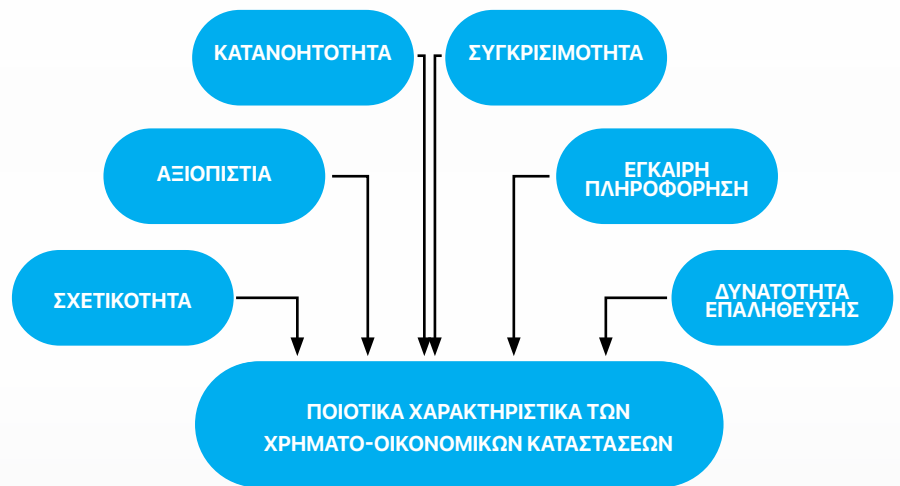 ΚΑΤΑΝΟΗΤΟΤΗΤΑ
ΣΥΓΚΡΙΣΙΜΟΤΗΤΑ
ΑΞΙΟΠΙΣΤΙΑ
ΕΓΚΑΙΡΗ
ΠΛΗΡΟΦΟΡΗΣΗ
ΣΧΕΤΙΚΟΤΗΤΑ
ΔΥΝΑΤΟΤΗΤΑ
ΕΠΑΛΗΘΕΥΣΗΣ
ΠΟΙΟΤΙΚΑ ΧΑΡΑΚΤΗΡΙΣΤΙΚΑ ΤΩΝ
ΧΡΗΜΑΤΟ-ΟΙΚΟΝΟΜΙΚΩΝ ΚΑΤΑΣΤΑΣΕΩΝ